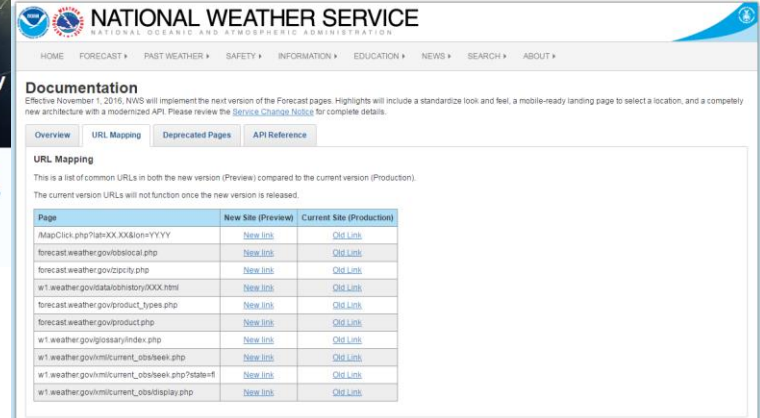 NATIONAL WEATHER SERVICE
NATIONAL OCEANIC AND ATMOSPHERIC ADMINISTRATION
HOME FORECAST PAST WEATHER SAFETY INFORMATION EDUCATION NEWS SEARCH ABOUT
Documentation
Effective November 1, 2016, NWS will implement the next version of the Forecast pages. Highlights will include a standardize look and feel, a mobile-ready landing page to select a location, and a competely
new architecture with a modernized API. Please review the Service Change Notice for complete details.
Overview URL Mapping Deprecated Pages API Reference
URL Mapping
This is a list of common URLs in both the new version (Preview) compared to the current version (Production).
The current version URLs will not function once the new version is released.
Page New Site (Preview) Current Site (Production)
/MapClick.php?lat=XX.XX&lon=YY.YY New link Old Link
forecast.weather.gov/obslocal.php New link Old Link
forecast.weather.gov/zipcity.php New link Old Link
w1.weather.gov/data/obhistory/XXX.html New link Old Link
forecast.weather.gov/product_types.php New link Old Link
forecast.weather.gov/product.php New link Old Link
w1.weather.gov/glossary/index.php New link Old Link
w1.weather.gov/xml/current_obs/seek.php New link Old Link
w1.weather.gov/xml/current_obs/seek.php?state=fl New link Old Link
w1.weather.gov/xml/current_obs/display.php New link Old Link